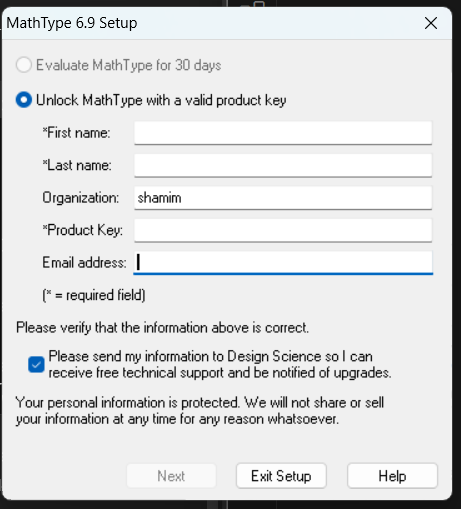 MathType 6.9 Setup
Evaluate MathType for 30 days
Unlock MathType with a valid product key
*First name:
*Last name:
Organization: shamim
*Product Key:
Email address:
(* = required field)
Please verify that the information above is correct.
Please send my information to Design Science so I can
receive free technical support and be notified of upgrades.
Your personal information is protected. We will not share or sell
your information at any time for any reason whatsoever.
Next Exit Setup Help